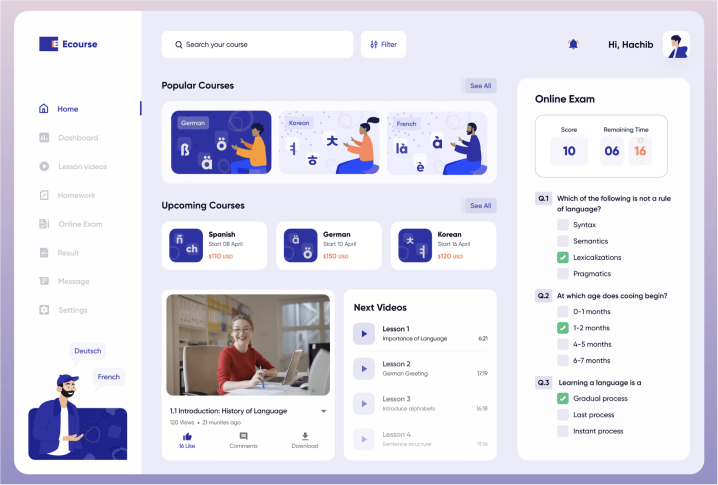 Ecourse
Search your course
Filter
Hi, Hachib
Home
Dashboard
Lesson videos
Homework
Online Exam
Result
Message
Settings
Deutsch
French
Popular Courses
See All
German
ß
ä
ö
Korean
ㅕ
ㅎ
ㅊ
French
là
è
à
Upcoming Courses
See All
ñ
ch
Spanish
Start 08 April
$110 USD
ä
ö
German
Start 10 April
$150 USD
ㅊ
ㅕ
Korean
Start 16 April
$120 USD
1.1 Introduction: History of Language
120 Views • 21 munites ago
16 Like
Comments
Download
Next Videos
Lesson 1
Importance of Language 6:21
Lesson 2
German Greeting 17:19
Lesson 3
Introduce alphabets 16:18
Lesson 4
Sentence structure 11:16
Online Exam
Score
10
Remaining Time
06
17
16
Q.1 Which of the following is not a rule
of language?
Syntax
Semantics
Lexicalizations
Pragmatics
Q.2 At which age does cooing begin?
0-1 months
1-2 months
4-5 months
6-7 months
Q.3 Learning a language is a
Gradual process
Last process
Instant process